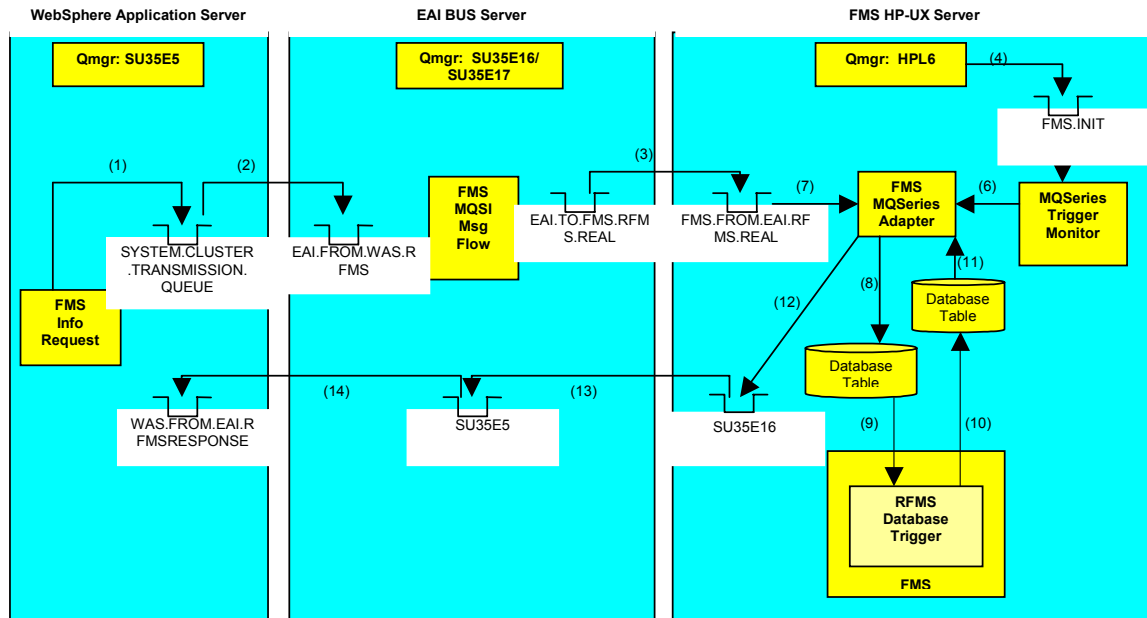 WebSphere Application Server
EAI BUS Server
FMS HP-UX Server
Qmgr: SU35E5
Qmgr: SU35E16/
SU35E17
Qmgr: HPL6
(4)
FMS.INIT
(1)
(2)
(3)
SYSTEM.CLUSTER
.TRANSMISSION.
QUEUE
EAI.FROM.WAS.R
FMS
FMS
MQSI
Msg
Flow
EAI.TO.FMS.RFM
S.REAL
FMS.FROM.EAI.RF
MS.REAL
(7)
FMS
MQSeries
Adapter
(6)
MQSeries
Trigger
Monitor
FMS
Info
Request
(12)
(8)
(11)
Database
Table
Database
Table
(14)
(13)
WAS.FROM.EAI.R
FMSRESPONSE
SU35E5
SU35E16
(9)
(10)
RFMS
Database
Trigger
FMS